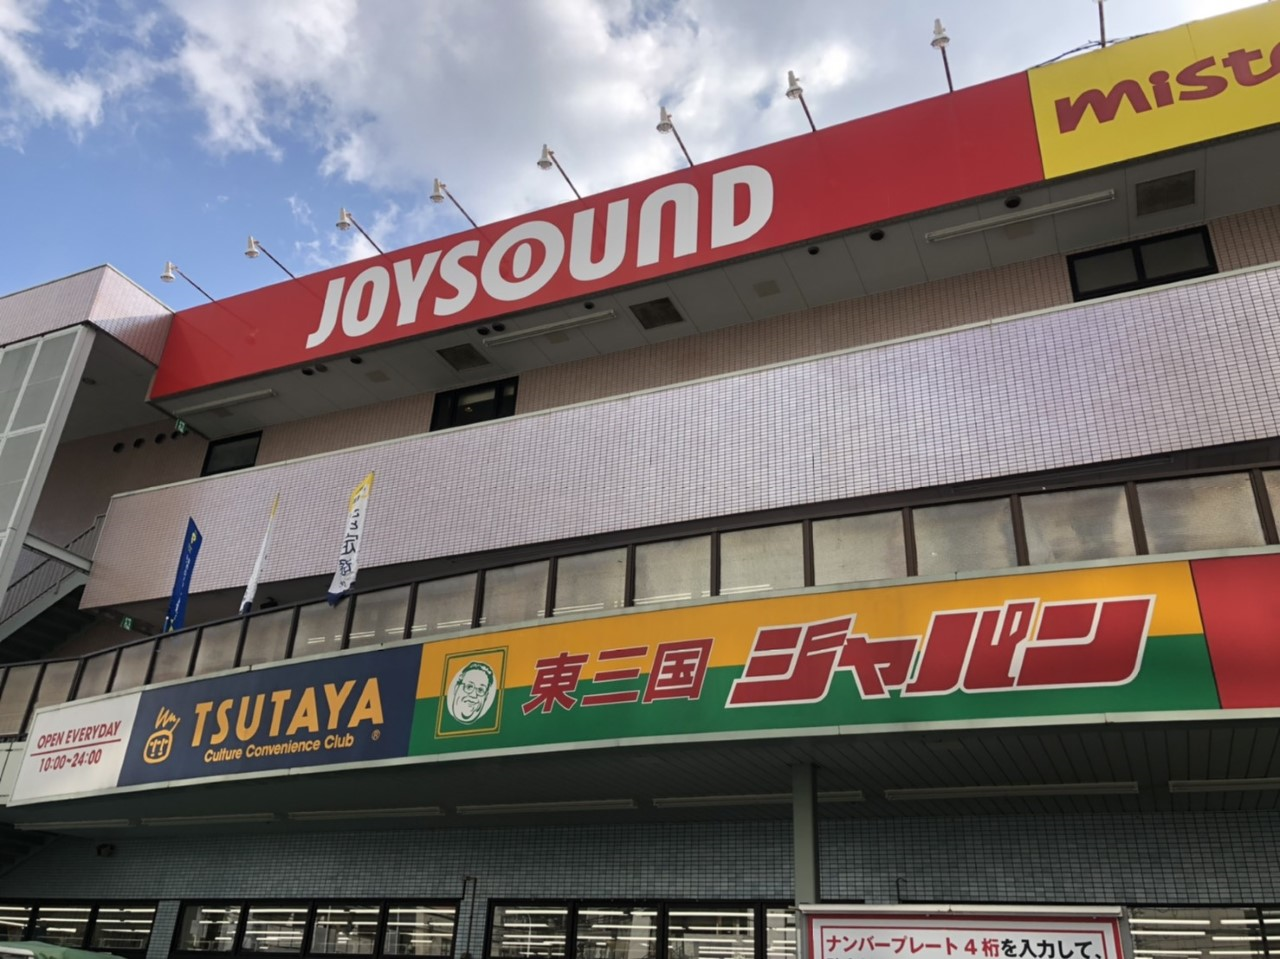 JOYSOUND
miste
OPEN EVERYDAY
10:00~24:00
TSUTAYA
®
Culture Convenience Club
東三国 ジャパン
ナンバープレート4桁を入力して、